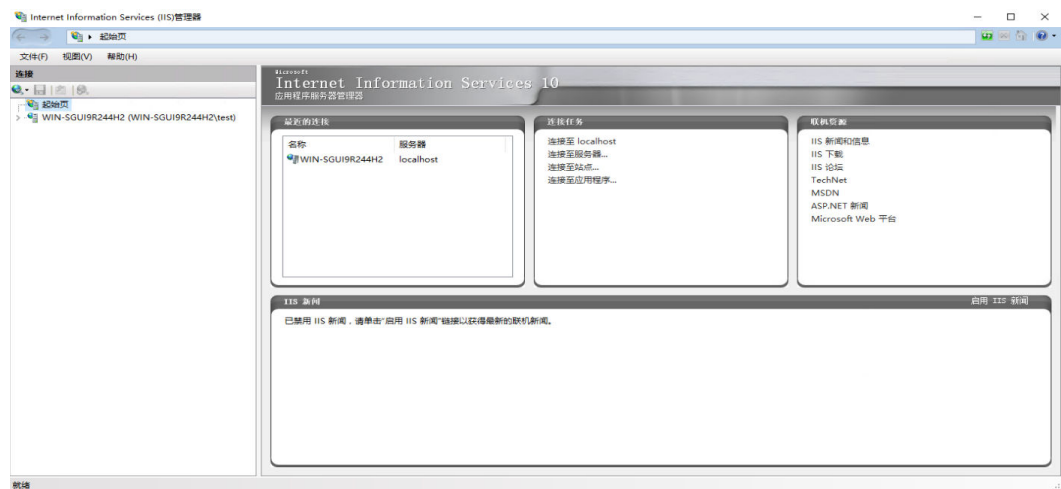 Internet Information Services (IIS)管理器
起始页
文件(F) 视图(V) 帮助(H)
连接
起始页
WIN-SGUI9R244H2 (WIN-SGUI9R244H2\test)
Microsoft
Internet Information Services 10
应用程序服务器管理器
最近的连接
名称 服务器
WIN-SGUI9R244H2 localhost
连接任务
连接至 localhost
连接至服务器...
连接至站点...
连接至应用程序...
联机资源
IIS 新闻和信息
IIS 下载
IIS 论坛
TechNet
MSDN
ASP.NET 新闻
Microsoft Web 平台
IIS 新闻 启用 IIS 新闻
已禁用 IIS 新闻，请单击"启用 IIS 新闻"链接以获得最新的联机新闻。
就绪